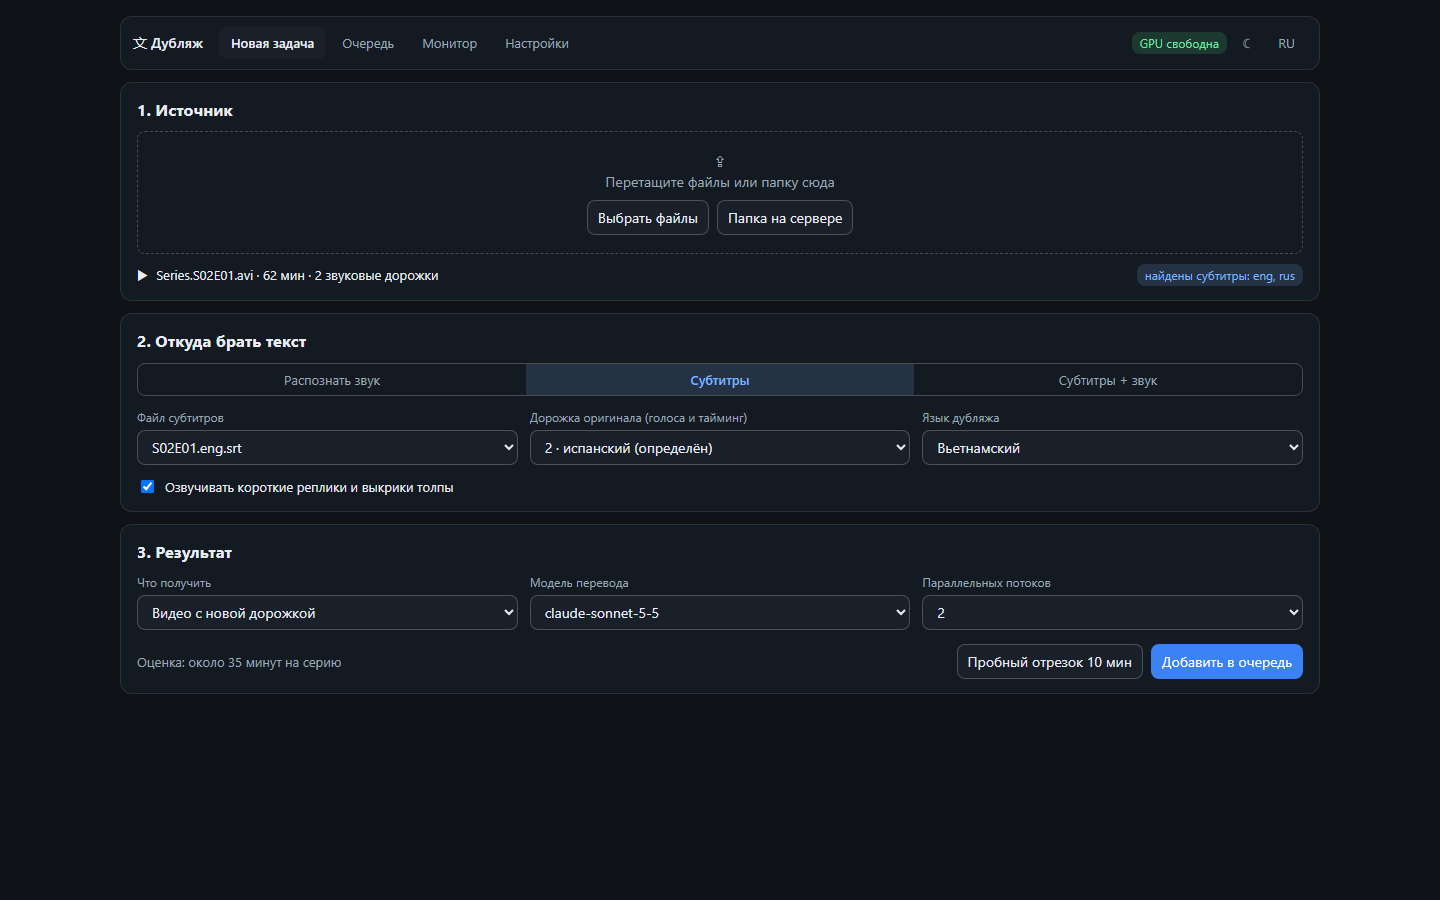 文 Дубляж Новая задача Очередь Монитор Настройки GPU свободна ☾ RU
1. Источник
⇪
Перетащите файлы или папку сюда
Выбрать файлы Папка на сервере
▶ Series.S02E01.avi · 62 мин · 2 звуковые дорожки найдены субтитры: eng, rus
2. Откуда брать текст
Распознать звук Субтитры Субтитры + звук
Файл субтитров Дорожка оригинала (голоса и тайминг) Язык дубляжа
S02E01.eng.srt 2 · испанский (определён) Вьетнамский
Озвучивать короткие реплики и выкрики толпы
3. Результат
Что получить Модель перевода Параллельных потоков
Видео с новой дорожкой claude-sonnet-5-5 2
Оценка: около 35 минут на серию Пробный отрезок 10 мин Добавить в очередь